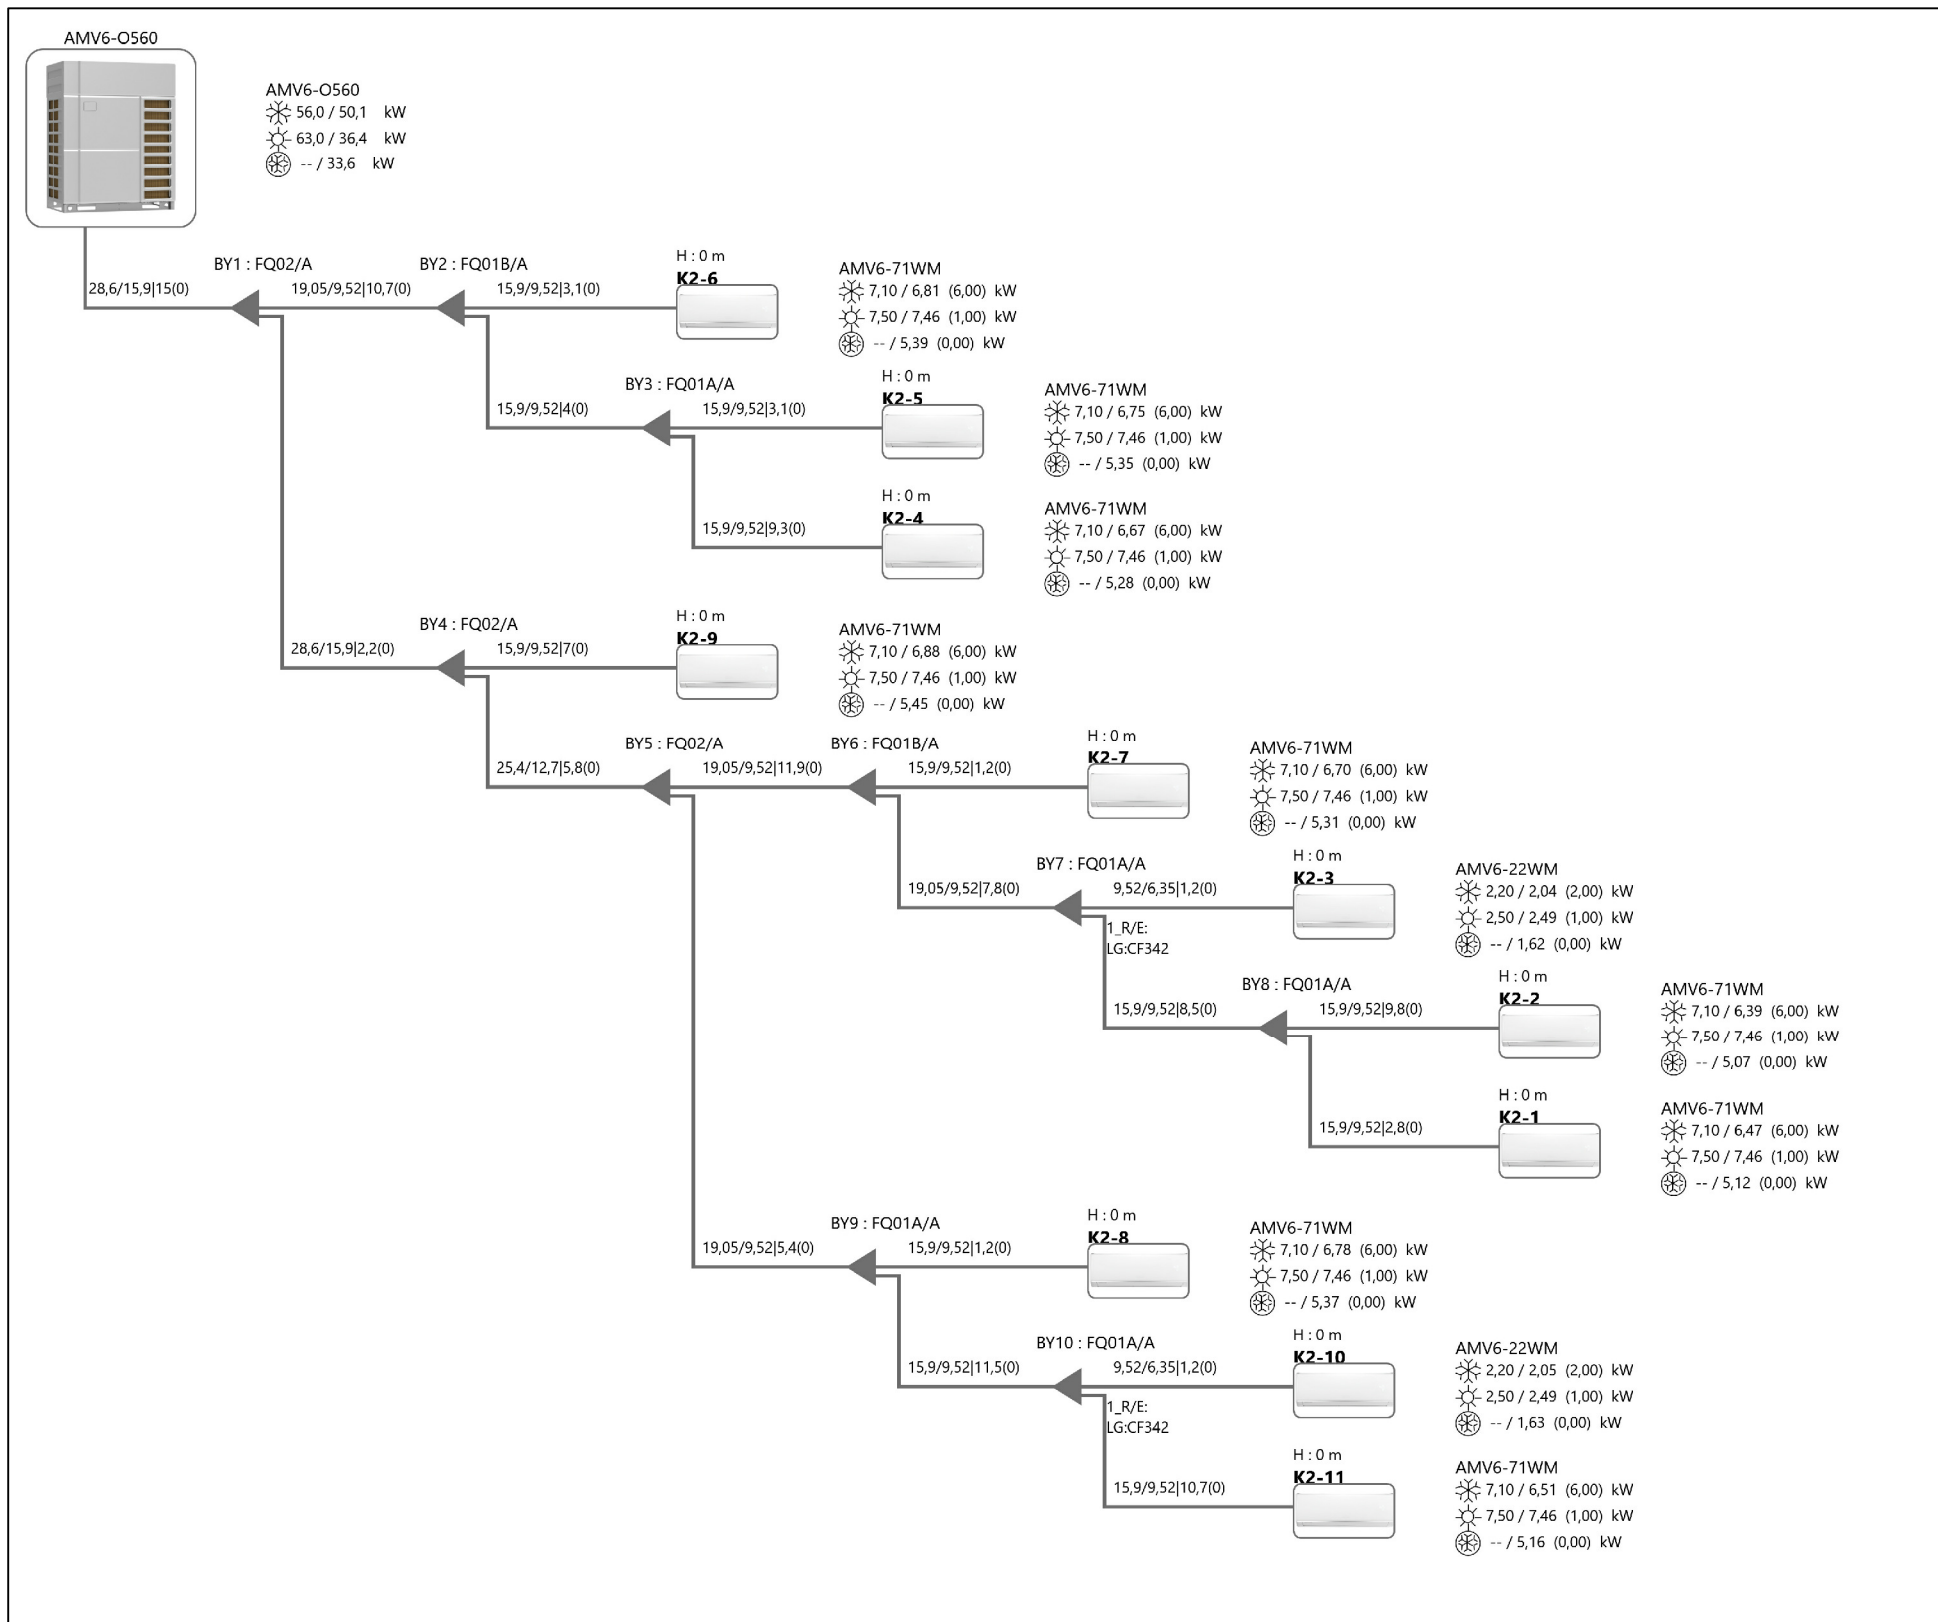 AMV6-O560
AMV6-O560
56,0 / 50,1 kW
63,0 / 36,4 kW
-- / 33,6 kW
BY1 : FQ02/A
28,6/15,9|15(0)
BY2 : FQ01B/A
19,05/9,52|10,7(0)
15,9/9,52|3,1(0)
H : 0 m
K2-6
AMV6-71WM
7,10 / 6,81 (6,00) kW
7,50 / 7,46 (1,00) kW
-- / 5,39 (0,00) kW
BY3 : FQ01A/A
15,9/9,52|4(0)
15,9/9,52|3,1(0)
H : 0 m
K2-5
AMV6-71WM
7,10 / 6,75 (6,00) kW
7,50 / 7,46 (1,00) kW
-- / 5,35 (0,00) kW
15,9/9,52|9,3(0)
H : 0 m
K2-4
AMV6-71WM
7,10 / 6,67 (6,00) kW
7,50 / 7,46 (1,00) kW
-- / 5,28 (0,00) kW
BY4 : FQ02/A
28,6/15,9|2,2(0)
15,9/9,52|7(0)
H : 0 m
K2-9
AMV6-71WM
7,10 / 6,88 (6,00) kW
7,50 / 7,46 (1,00) kW
-- / 5,45 (0,00) kW
BY5 : FQ02/A
25,4/12,7|5,8(0)
BY6 : FQ01B/A
19,05/9,52|11,9(0)
15,9/9,52|1,2(0)
H : 0 m
K2-7
AMV6-71WM
7,10 / 6,70 (6,00) kW
7,50 / 7,46 (1,00) kW
-- / 5,31 (0,00) kW
BY7 : FQ01A/A
19,05/9,52|7,8(0)
9,52/6,35|1,2(0)
1_R/E:
LG:CF342
H : 0 m
K2-3
AMV6-22WM
2,20 / 2,04 (2,00) kW
2,50 / 2,49 (1,00) kW
-- / 1,62 (0,00) kW
BY8 : FQ01A/A
15,9/9,52|8,5(0)
15,9/9,52|9,8(0)
H : 0 m
K2-2
AMV6-71WM
7,10 / 6,39 (6,00) kW
7,50 / 7,46 (1,00) kW
-- / 5,07 (0,00) kW
15,9/9,52|2,8(0)
H : 0 m
K2-1
AMV6-71WM
7,10 / 6,47 (6,00) kW
7,50 / 7,46 (1,00) kW
-- / 5,12 (0,00) kW
BY9 : FQ01A/A
19,05/9,52|5,4(0)
15,9/9,52|1,2(0)
H : 0 m
K2-8
AMV6-71WM
7,10 / 6,78 (6,00) kW
7,50 / 7,46 (1,00) kW
-- / 5,37 (0,00) kW
BY10 : FQ01A/A
15,9/9,52|11,5(0)
9,52/6,35|1,2(0)
1_R/E:
LG:CF342
H : 0 m
K2-10
AMV6-22WM
2,20 / 2,05 (2,00) kW
2,50 / 2,49 (1,00) kW
-- / 1,63 (0,00) kW
15,9/9,52|10,7(0)
H : 0 m
K2-11
AMV6-71WM
7,10 / 6,51 (6,00) kW
7,50 / 7,46 (1,00) kW
-- / 5,16 (0,00) kW